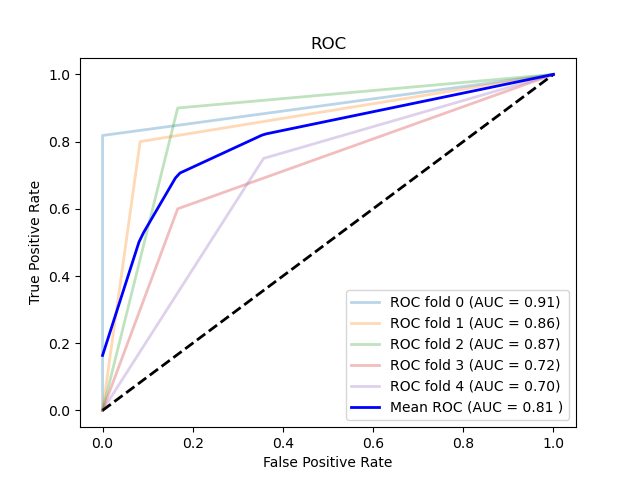 ROC
1.0
0.8
0.6
0.4
0.2
0.0
True Positive Rate
ROC fold 0 (AUC = 0.91)
ROC fold 1 (AUC = 0.86)
ROC fold 2 (AUC = 0.87)
ROC fold 3 (AUC = 0.72)
ROC fold 4 (AUC = 0.70)
Mean ROC (AUC = 0.81 )
0.0 0.2 0.4 0.6 0.8 1.0
False Positive Rate